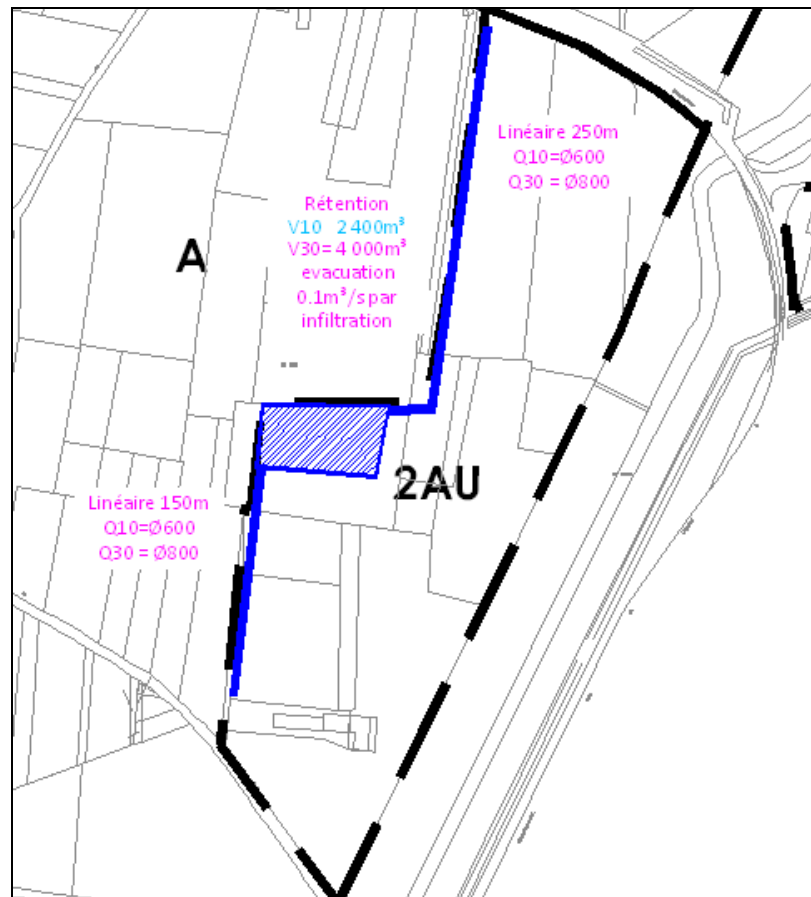 Linéaire 250m
Q10=Ø600
Q30 = Ø800
Rétention
V10 2 400m³
V30= 4 000m³
evacuation
0.1m³/s par
infiltration
A
2AU
Linéaire 150m
Q10=Ø600
Q30 = Ø800